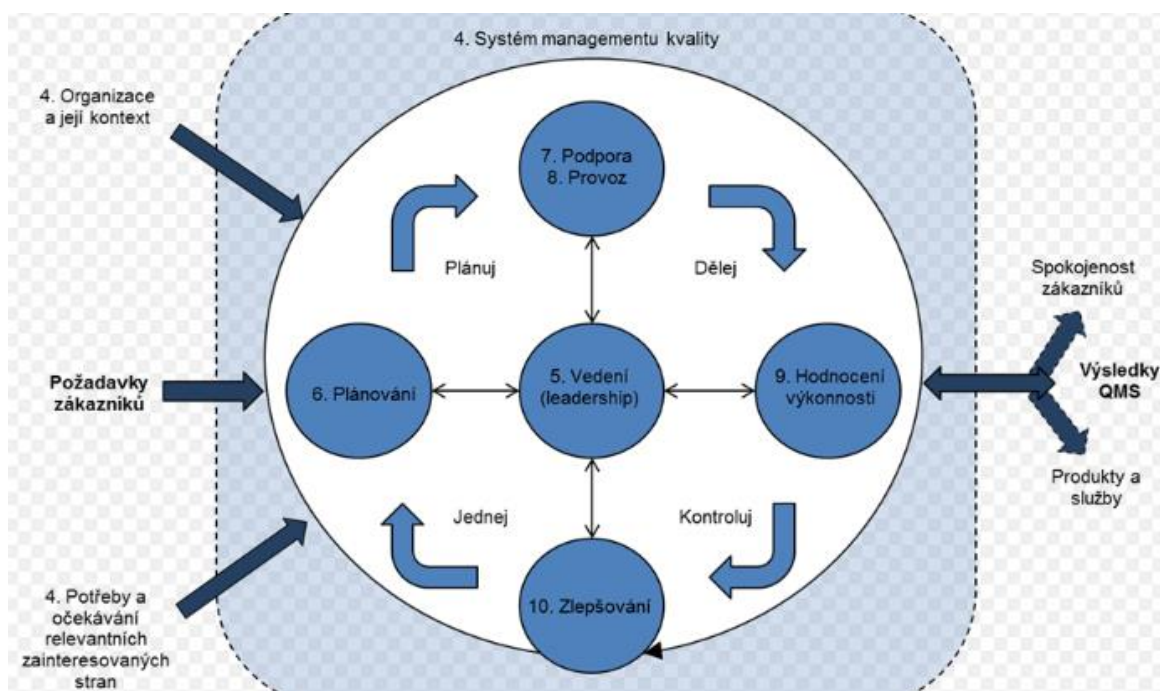 4. Systém managementu kvality
4. Organizace
a její kontext
7. Podpora
8. Provoz
Plánuj
Dělej
Spokojenost
zákazníků
Požadavky
zákazníků
6. Plánování
5. Vedení
(leadership)
9. Hodnocení
výkonnosti
Výsledky
QMS
Produkty a
služby
Jednej
Kontroluj
4. Potřeby a
očekávání
relevantních
zainteresovaných
stran
10. Zlepšování